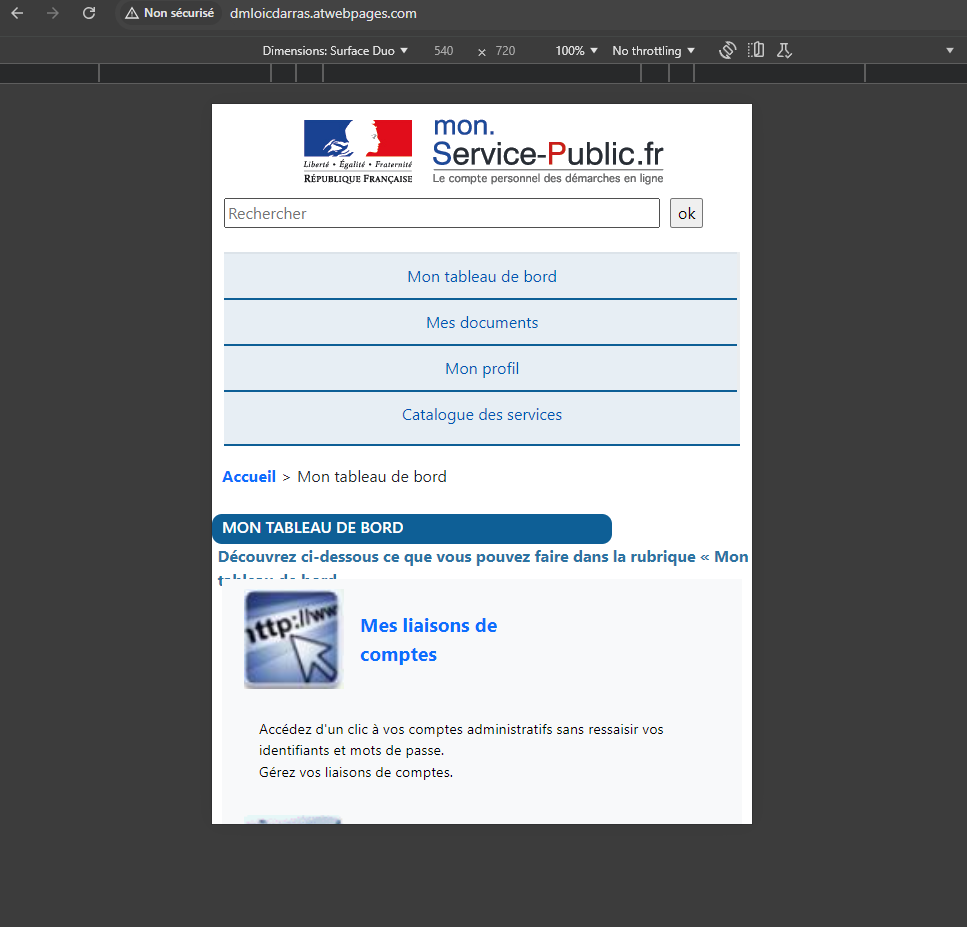 Non sécurisé dmloicdarras.atwebpages.com
Dimensions: Surface Duo 540 x 720 100% No throttling
mon.
Service-Public.fr
Liberté • Égalité • Fraternité
RÉPUBLIQUE FRANÇAISE
Le compte personnel des démarches en ligne
Rechercher ok
Mon tableau de bord
Mes documents
Mon profil
Catalogue des services
Accueil > Mon tableau de bord
MON TABLEAU DE BORD
Découvrez ci-dessous ce que vous pouvez faire dans la rubrique « Mon
tableau de bord
http://ww
Mes liaisons de
comptes
Accédez d'un clic à vos comptes administratifs sans ressaisir vos
identifiants et mots de passe.
Gérez vos liaisons de comptes.